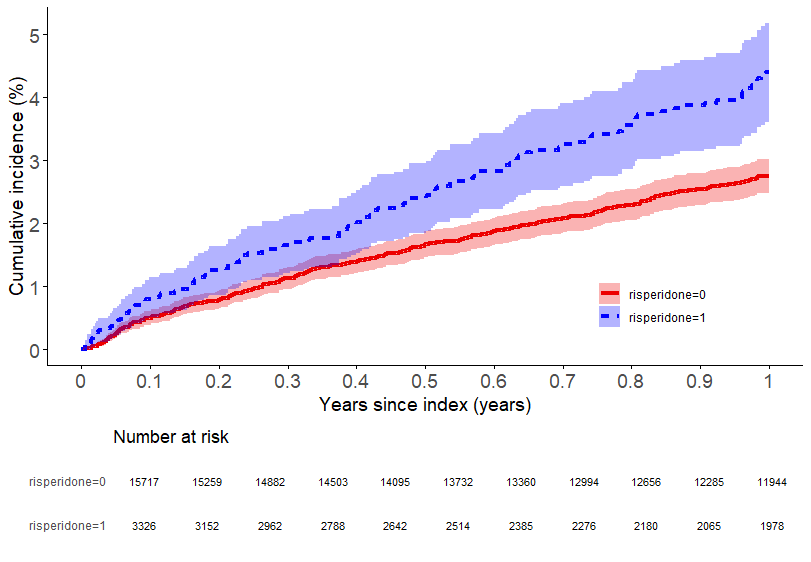 Cumulative incidence (%)
5
4
3
2
1
0
risperidone=0
risperidone=1
0 0.1 0.2 0.3 0.4 0.5 0.6 0.7 0.8 0.9 1
Years since index (years)
Number at risk
risperidone=0 15717 15259 14882 14503 14095 13732 13360 12994 12656 12285 11944
risperidone=1 3326 3152 2962 2788 2642 2514 2385 2276 2180 2065 1978